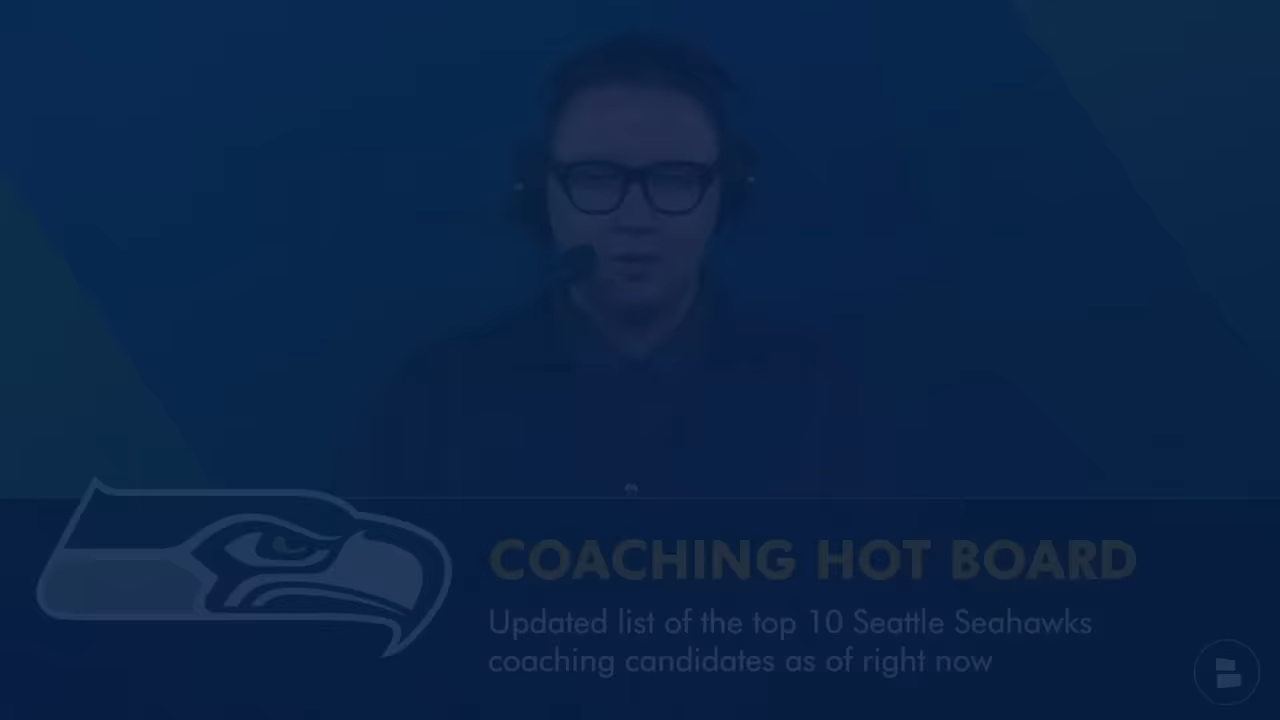 COACHING HOT BOARD
Updated list of the top 10 Seattle Seahawks
coaching candidates as of right now